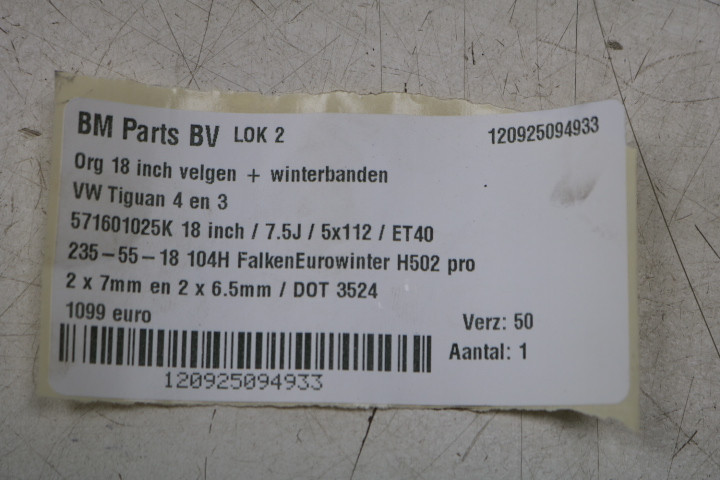 BM Parts BV LOK 2 120925094933
Org 18 inch velgen + winterbanden
VW Tiguan 4 en 3
571601025K 18 inch / 7.5J / 5x112 / ET40
235-55-18 104H FalkenEurowinter H502 pro
2 x 7mm en 2 x 6.5mm / DOT 3524
1099 euro
Verz: 50
Aantal: 1
120925094933